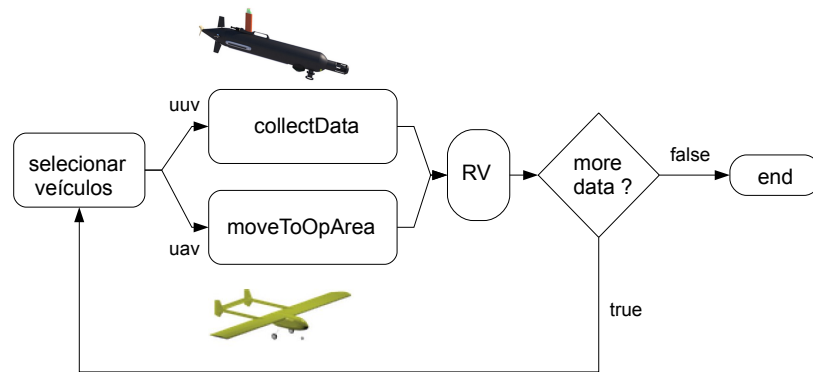 uuv
collectData
selecionar
veículos
uav
moveToOpArea
RV
more
data ?
false
end
true